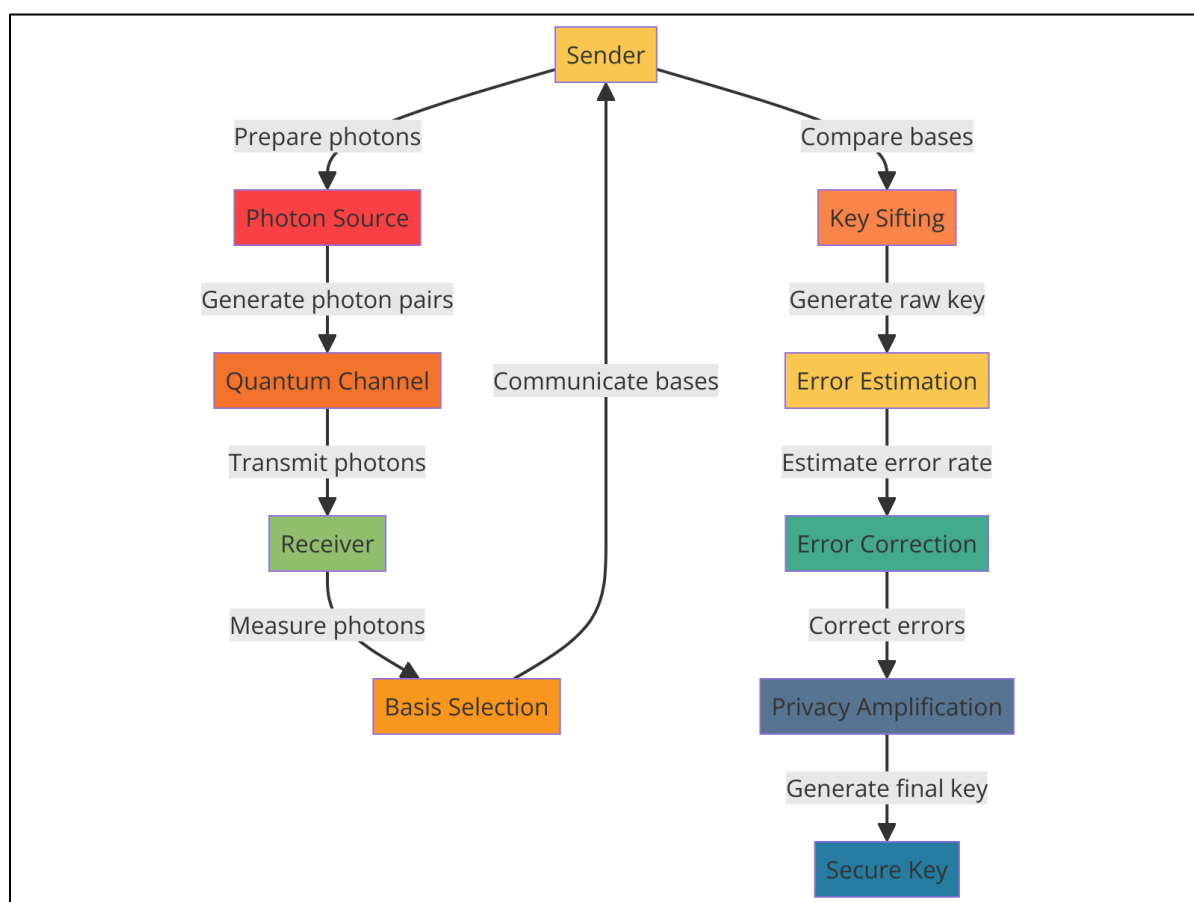 Sender
Prepare photons
Compare bases
Photon Source
Key Sifting
Generate photon pairs
Generate raw key
Quantum Channel
Communicate bases
Error Estimation
Transmit photons
Estimate error rate
Receiver
Error Correction
Measure photons
Correct errors
Basis Selection
Privacy Amplification
Generate final key
Secure Key